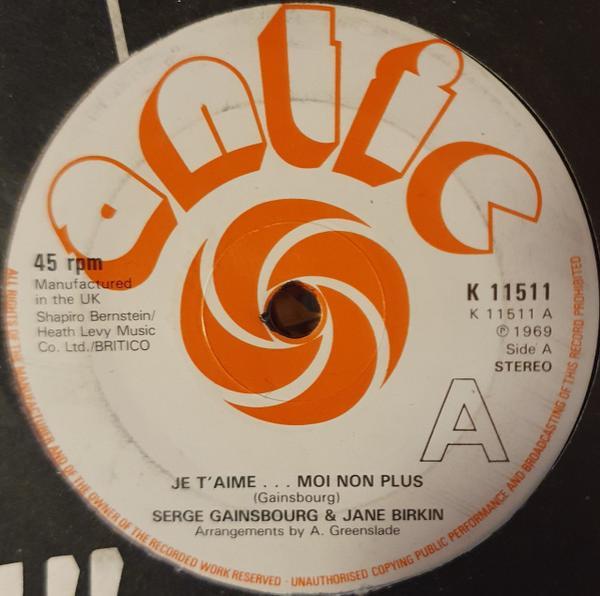 antic
45 rpm
Manufactured
in the UK
Shapiro Bernstein/
Heath Levy Music
Co. Ltd./BRITICO
K 11511
K 11511 A
℗ 1969
Side A
STEREO
A
JE T'AIME . . . MOI NON PLUS
(Gainsbourg)
SERGE GAINSBOURG & JANE BIRKIN
Arrangements by A. Greenslade
ALL RIGHTS OF THE MANUFACTURER AND OF THE OWNER OF THE RECORDED WORK RESERVED · UNAUTHORISED COPYING PUBLIC PERFORMANCE AND BROADCASTING OF THIS RECORD PROHIBITED